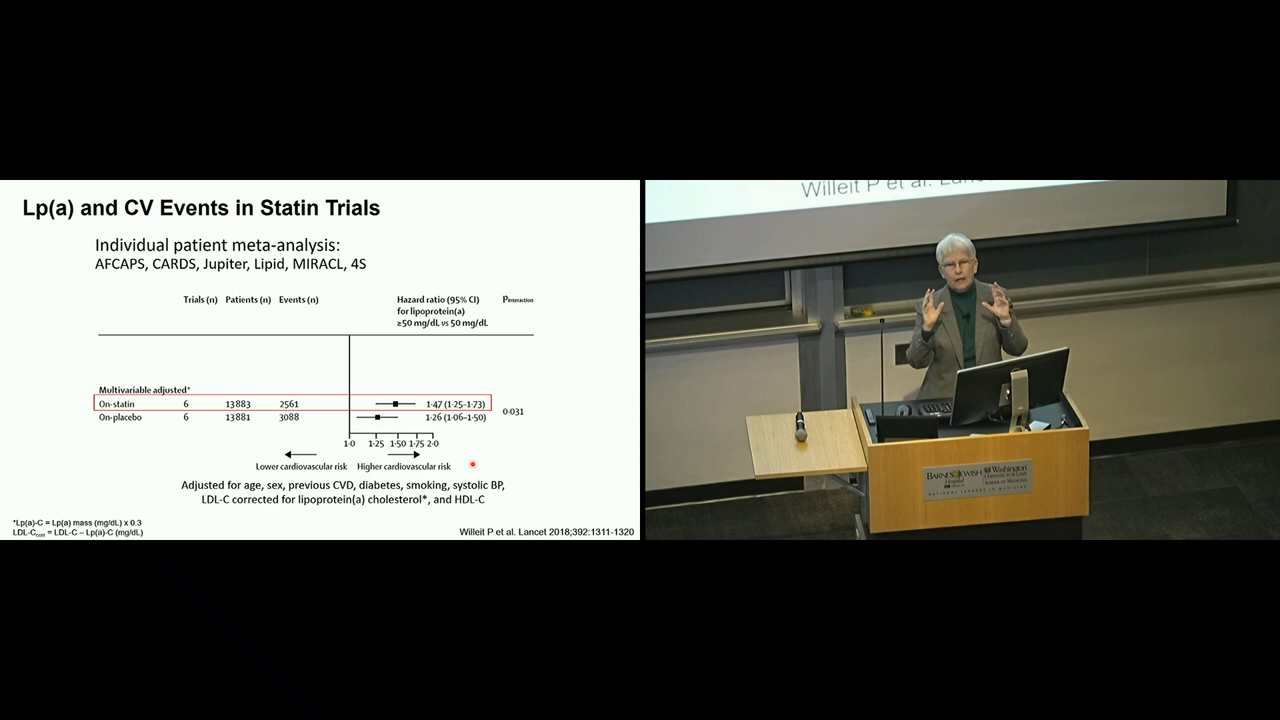 Lp(a) and CV Events in Statin Trials
Individual patient meta-analysis:
AFCAPS, CARDS, Jupiter, Lipid, MIRACL, 4S
Trials (n) Patients (n) Events (n) Hazard ratio (95% CI) Pinteraction
for lipoprotein(a)
≥50 mg/dL vs 50 mg/dL
Multivariable adjusted*
On-statin 6 13883 2561 1·47 (1·25–1·73)
On-placebo 6 13881 3088 1·26 (1·06–1·50)
0·031
1·0 1·25 1·50 1·75 2·0
Lower cardiovascular risk Higher cardiovascular risk
Adjusted for age, sex, previous CVD, diabetes, smoking, systolic BP,
LDL-C corrected for lipoprotein(a) cholesterol*, and HDL-C
*Lp(a)-C = Lp(a) mass (mg/dL) x 0.3
LDL-Ccorr = LDL-C – Lp(a)-C (mg/dL)
Willeit P et al. Lancet 2018;392:1311-1320
Willeit P et al. Lance
BARNES JEWISH
Hospital
Washington
University in St. Louis
School of Medicine
NATIONAL LEADERS IN MEDICINE